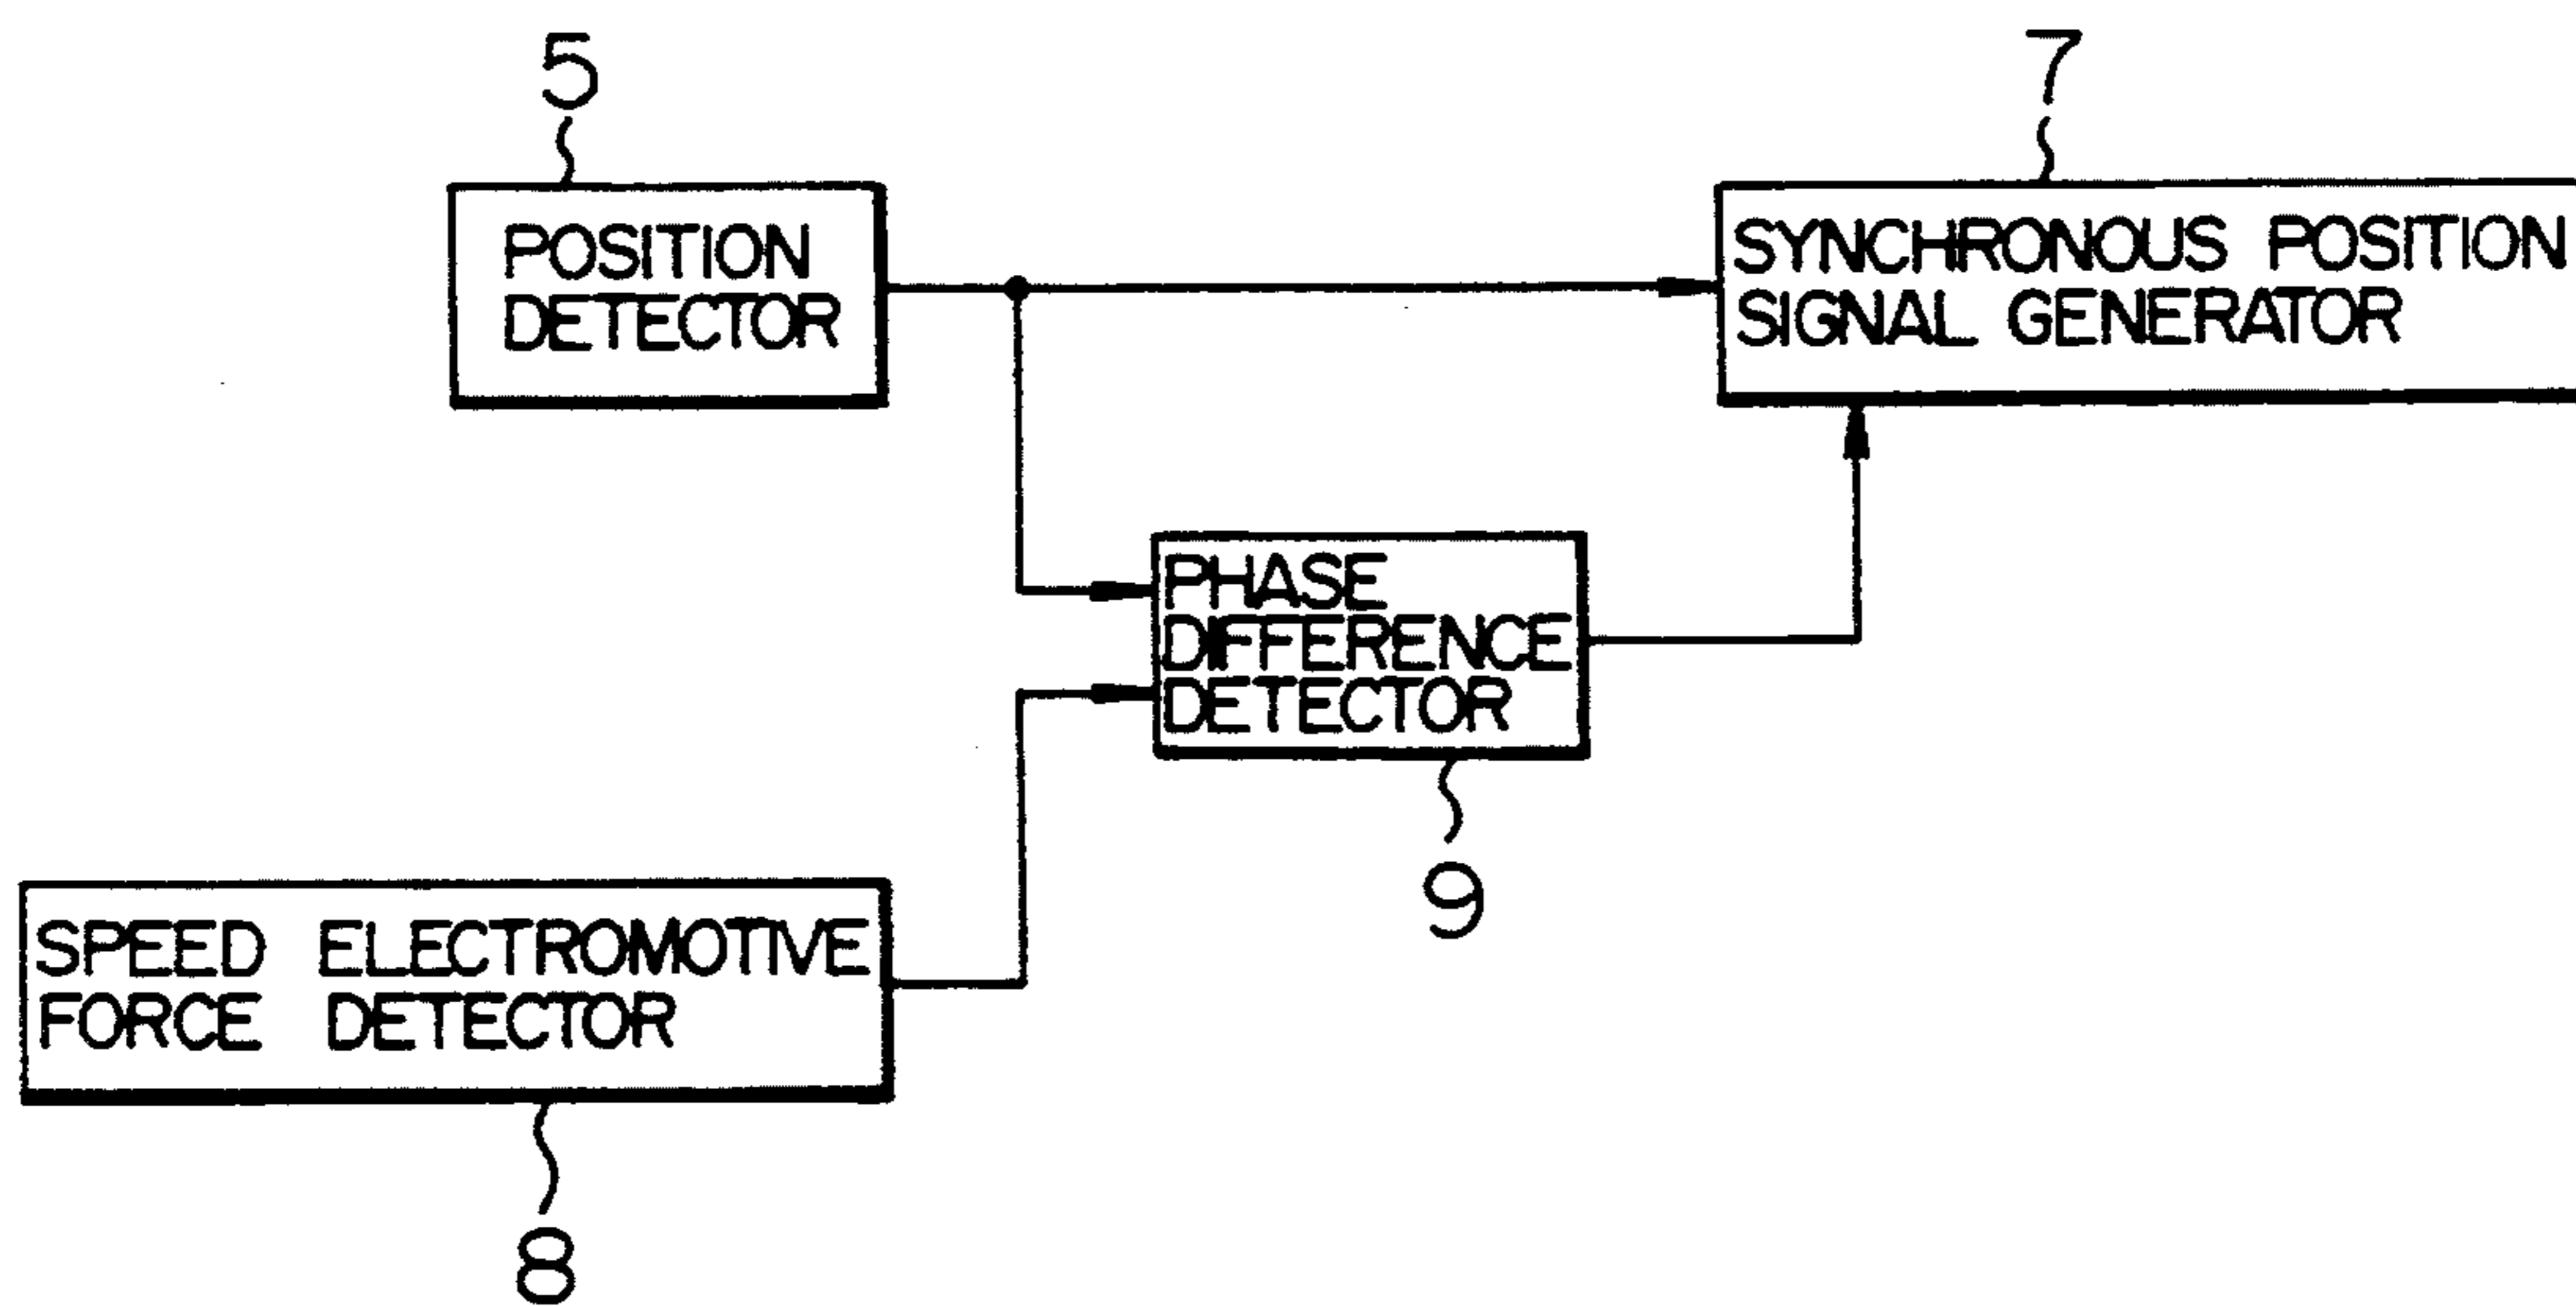 5
7
POSITION
DETECTOR
SYNCHRONOUS POSITION
SIGNAL GENERATOR
PHASE
DIFFERENCE
DETECTOR
9
SPEED ELECTROMOTIVE
FORCE DETECTOR
8